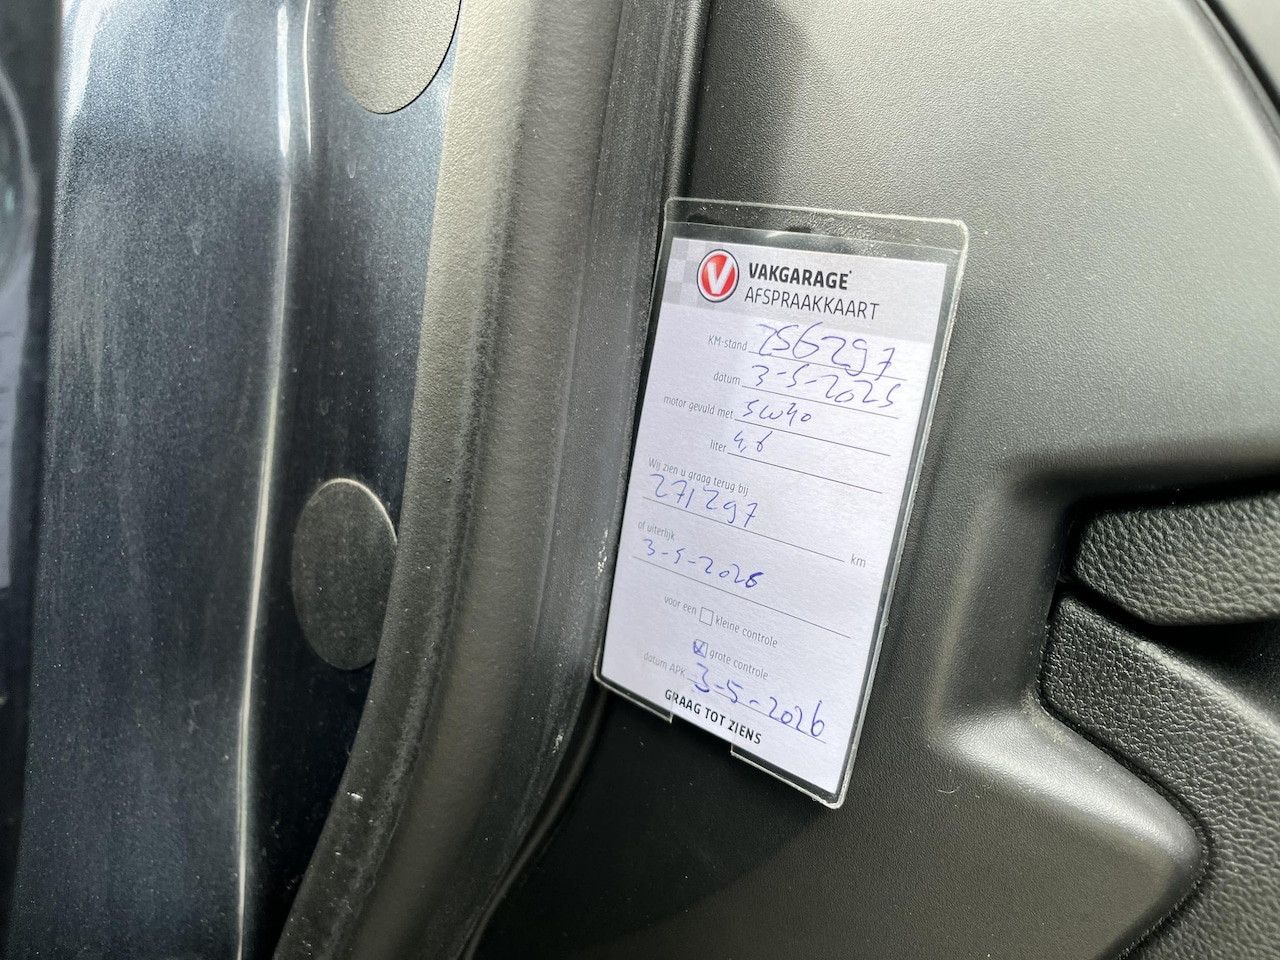 VAKGARAGE
AFSPRAAKKAART
KM-stand 256297
datum 3-5-2025
motor gevuld met 5w40
liter 4,6
Wij zien u graag terug bij
271297 km
of uiterlijk
3-5-2026
voor een kleine controle
grote controle
datum APK 3-5-2026
GRAAG TOT ZIENS